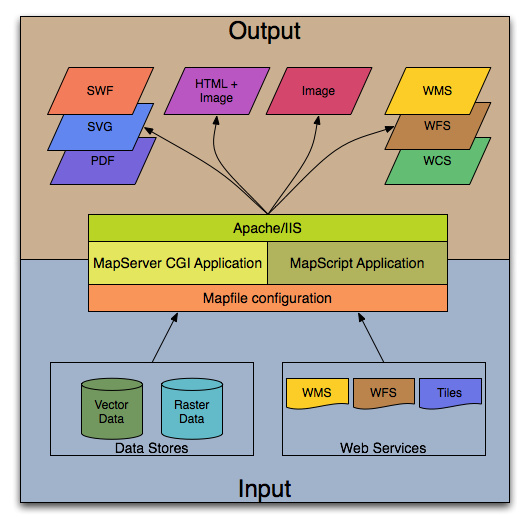 Output
SWF
HTML +
Image
Image
WMS
SVG
WFS
PDF
WCS
Apache/IIS
MapServer CGI Application
MapScript Application
Mapfile configuration
Vector
Data
Raster
Data
Data Stores
WMS
WFS
Tiles
Web Services
Input